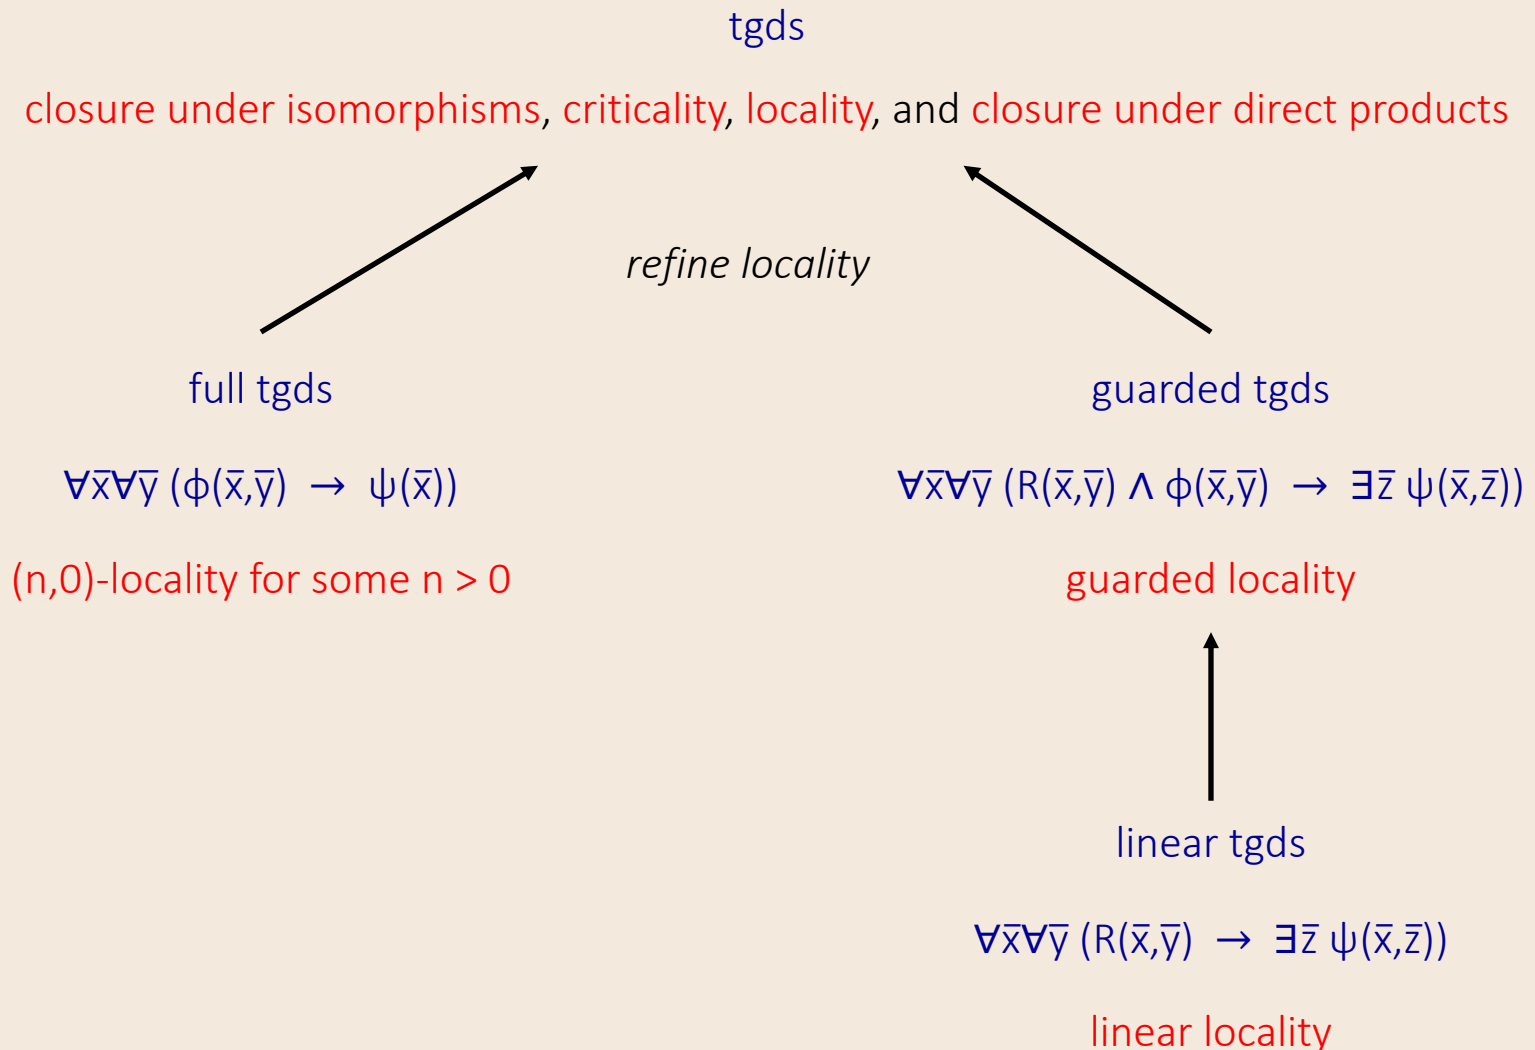 tgds
closure under isomorphisms, criticality, locality, and closure under direct products
refine locality
full tgds
∀x̅∀y̅ (ϕ(x̅,y̅) → ψ(x̅))
(n,0)-locality for some n > 0
guarded tgds
∀x̅∀y̅ (R(x̅,y̅) Λ ϕ(x̅,y̅) → ∃z̅ ψ(x̅,z̅))
guarded locality
linear tgds
∀x̅∀y̅ (R(x̅,y̅) → ∃z̅ ψ(x̅,z̅))
linear locality